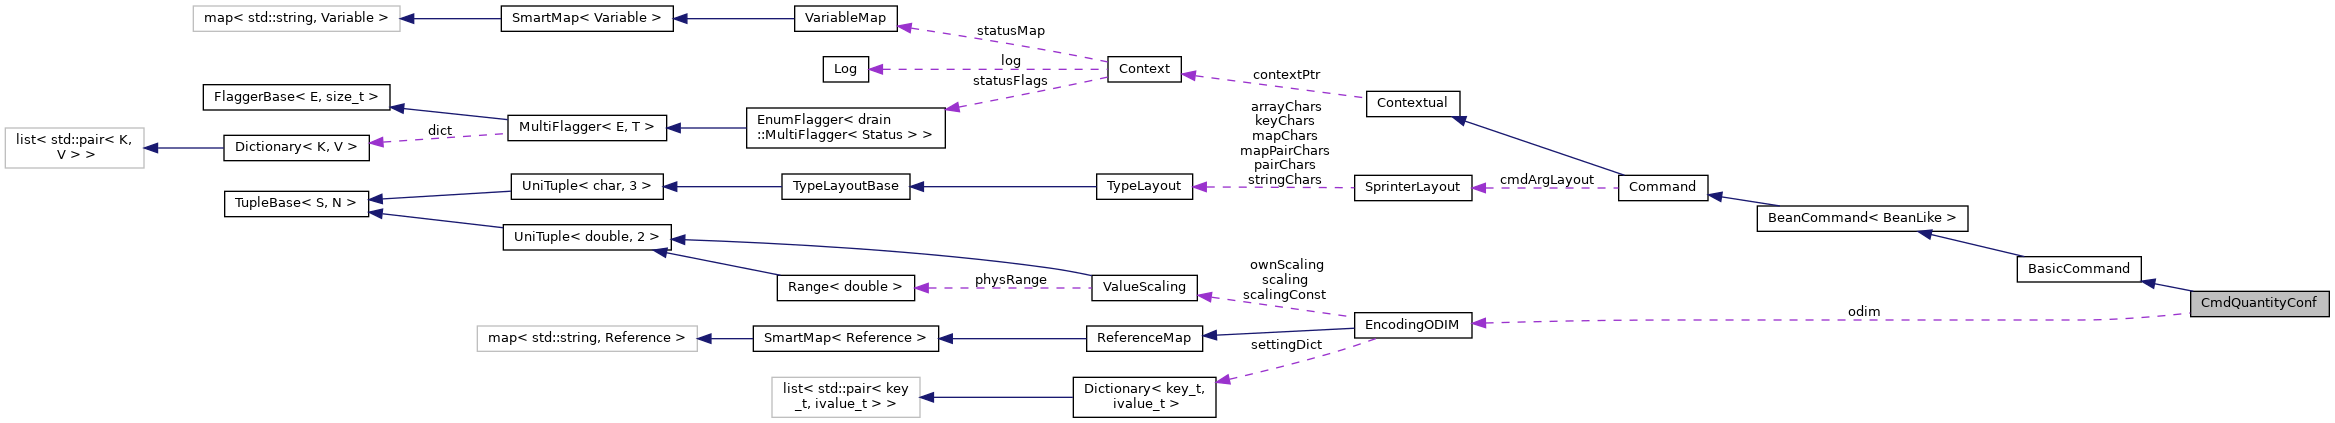 map< std::string, Variable >
SmartMap< Variable >
VariableMap
statusMap
Log
log
Context
statusFlags
contextPtr
Contextual
FlaggerBase< E, size_t >
MultiFlagger< E, T >
EnumFlagger< drain
::MultiFlagger< Status > >
dict
list< std::pair< K,
V > >
Dictionary< K, V >
arrayChars
keyChars
mapChars
mapPairChars
pairChars
stringChars
UniTuple< char, 3 >
TypeLayoutBase
TypeLayout
SprinterLayout
cmdArgLayout
Command
TupleBase< S, N >
BeanCommand< BeanLike >
UniTuple< double, 2 >
BasicCommand
Range< double >
physRange
ValueScaling
ownScaling
scaling
scalingConst
CmdQuantityConf
odim
EncodingODIM
map< std::string, Reference >
SmartMap< Reference >
ReferenceMap
settingDict
list< std::pair< key
_t, ivalue_t > >
Dictionary< key_t,
ivalue_t >